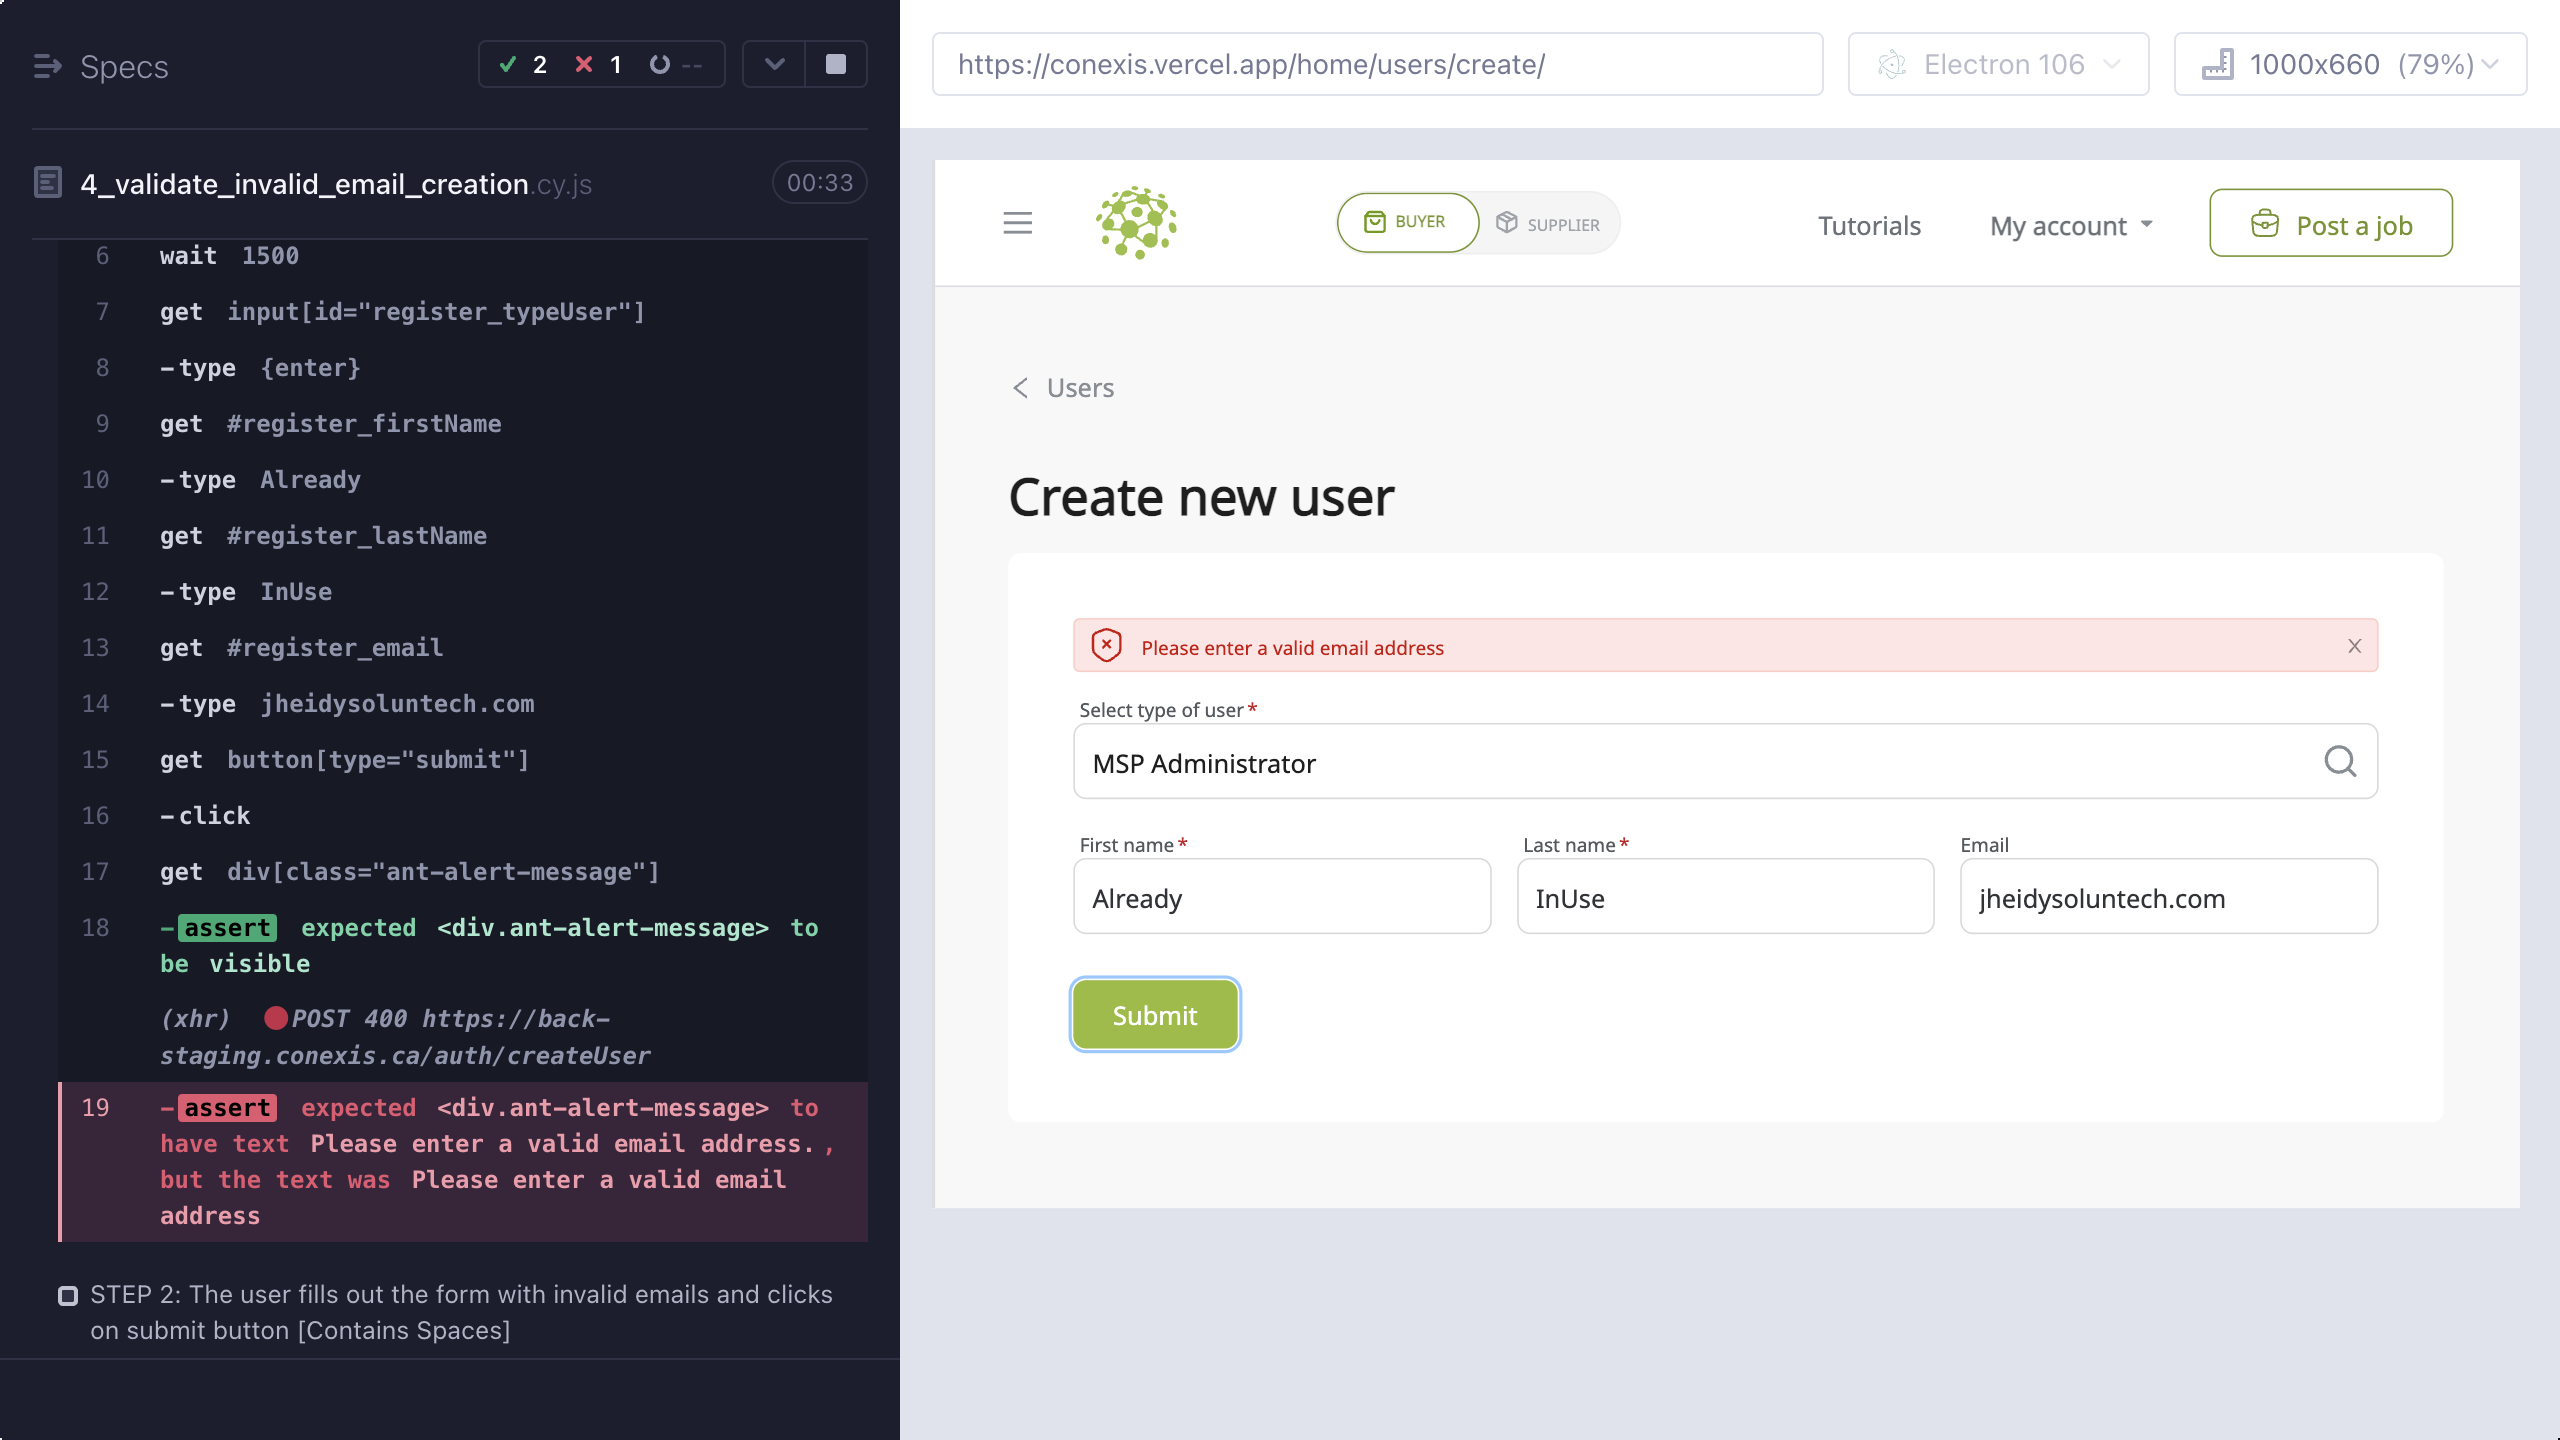 Specs
2
1
--
4_validate_invalid_email_creation.cy.js
00:33
6 wait 1500
7 get input[id="register_typeUser"]
8 -type {enter}
9 get #register_firstName
10 -type Already
11 get #register_lastName
12 -type InUse
13 get #register_email
14 -type jheidysoluntech.com
15 get button[type="submit"]
16 -click
17 get div[class="ant-alert-message"]
18 -assert expected <div.ant-alert-message> to
be visible
(xhr) POST 400 https://back-
staging.conexis.ca/auth/createUser
19 -assert expected <div.ant-alert-message> to
have text Please enter a valid email address. ,
but the text was Please enter a valid email
address
STEP 2: The user fills out the form with invalid emails and clicks
on submit button [Contains Spaces]
https://conexis.vercel.app/home/users/create/
Electron 106
1000x660 (79%)
BUYER
SUPPLIER
Tutorials
My account
Post a job
Users
Create new user
Please enter a valid email address
Select type of user*
MSP Administrator
First name*
Last name*
Email
Already
InUse
jheidysoluntech.com
Submit